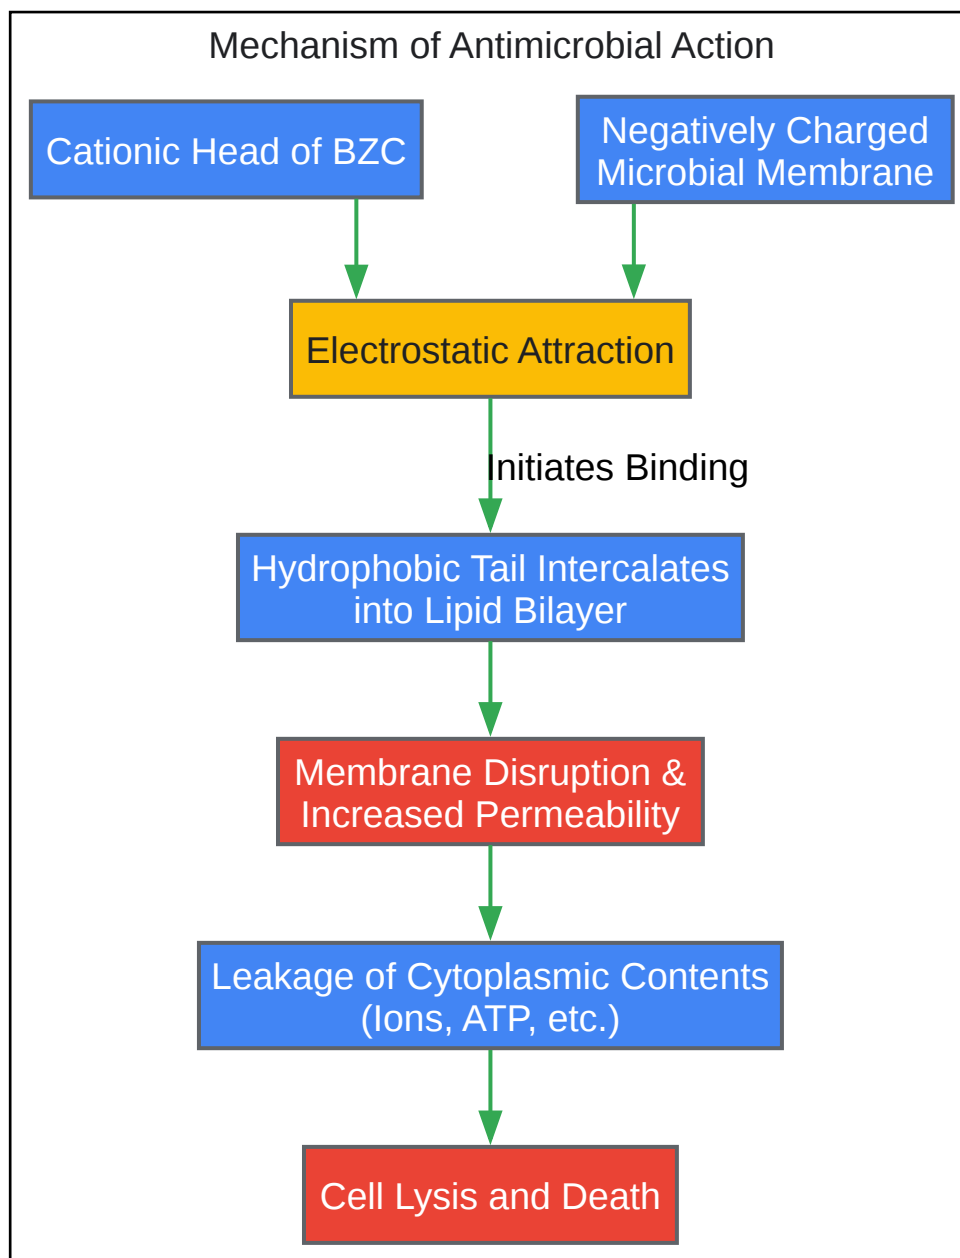 Mechanism of Antimicrobial Action
Cationic Head of BZC
Negatively Charged
Microbial Membrane
Electrostatic Attraction
Initiates Binding
Hydrophobic Tail Intercalates
into Lipid Bilayer
Membrane Disruption &
Increased Permeability
Leakage of Cytoplasmic Contents
(Ions, ATP, etc.)
Cell Lysis and Death